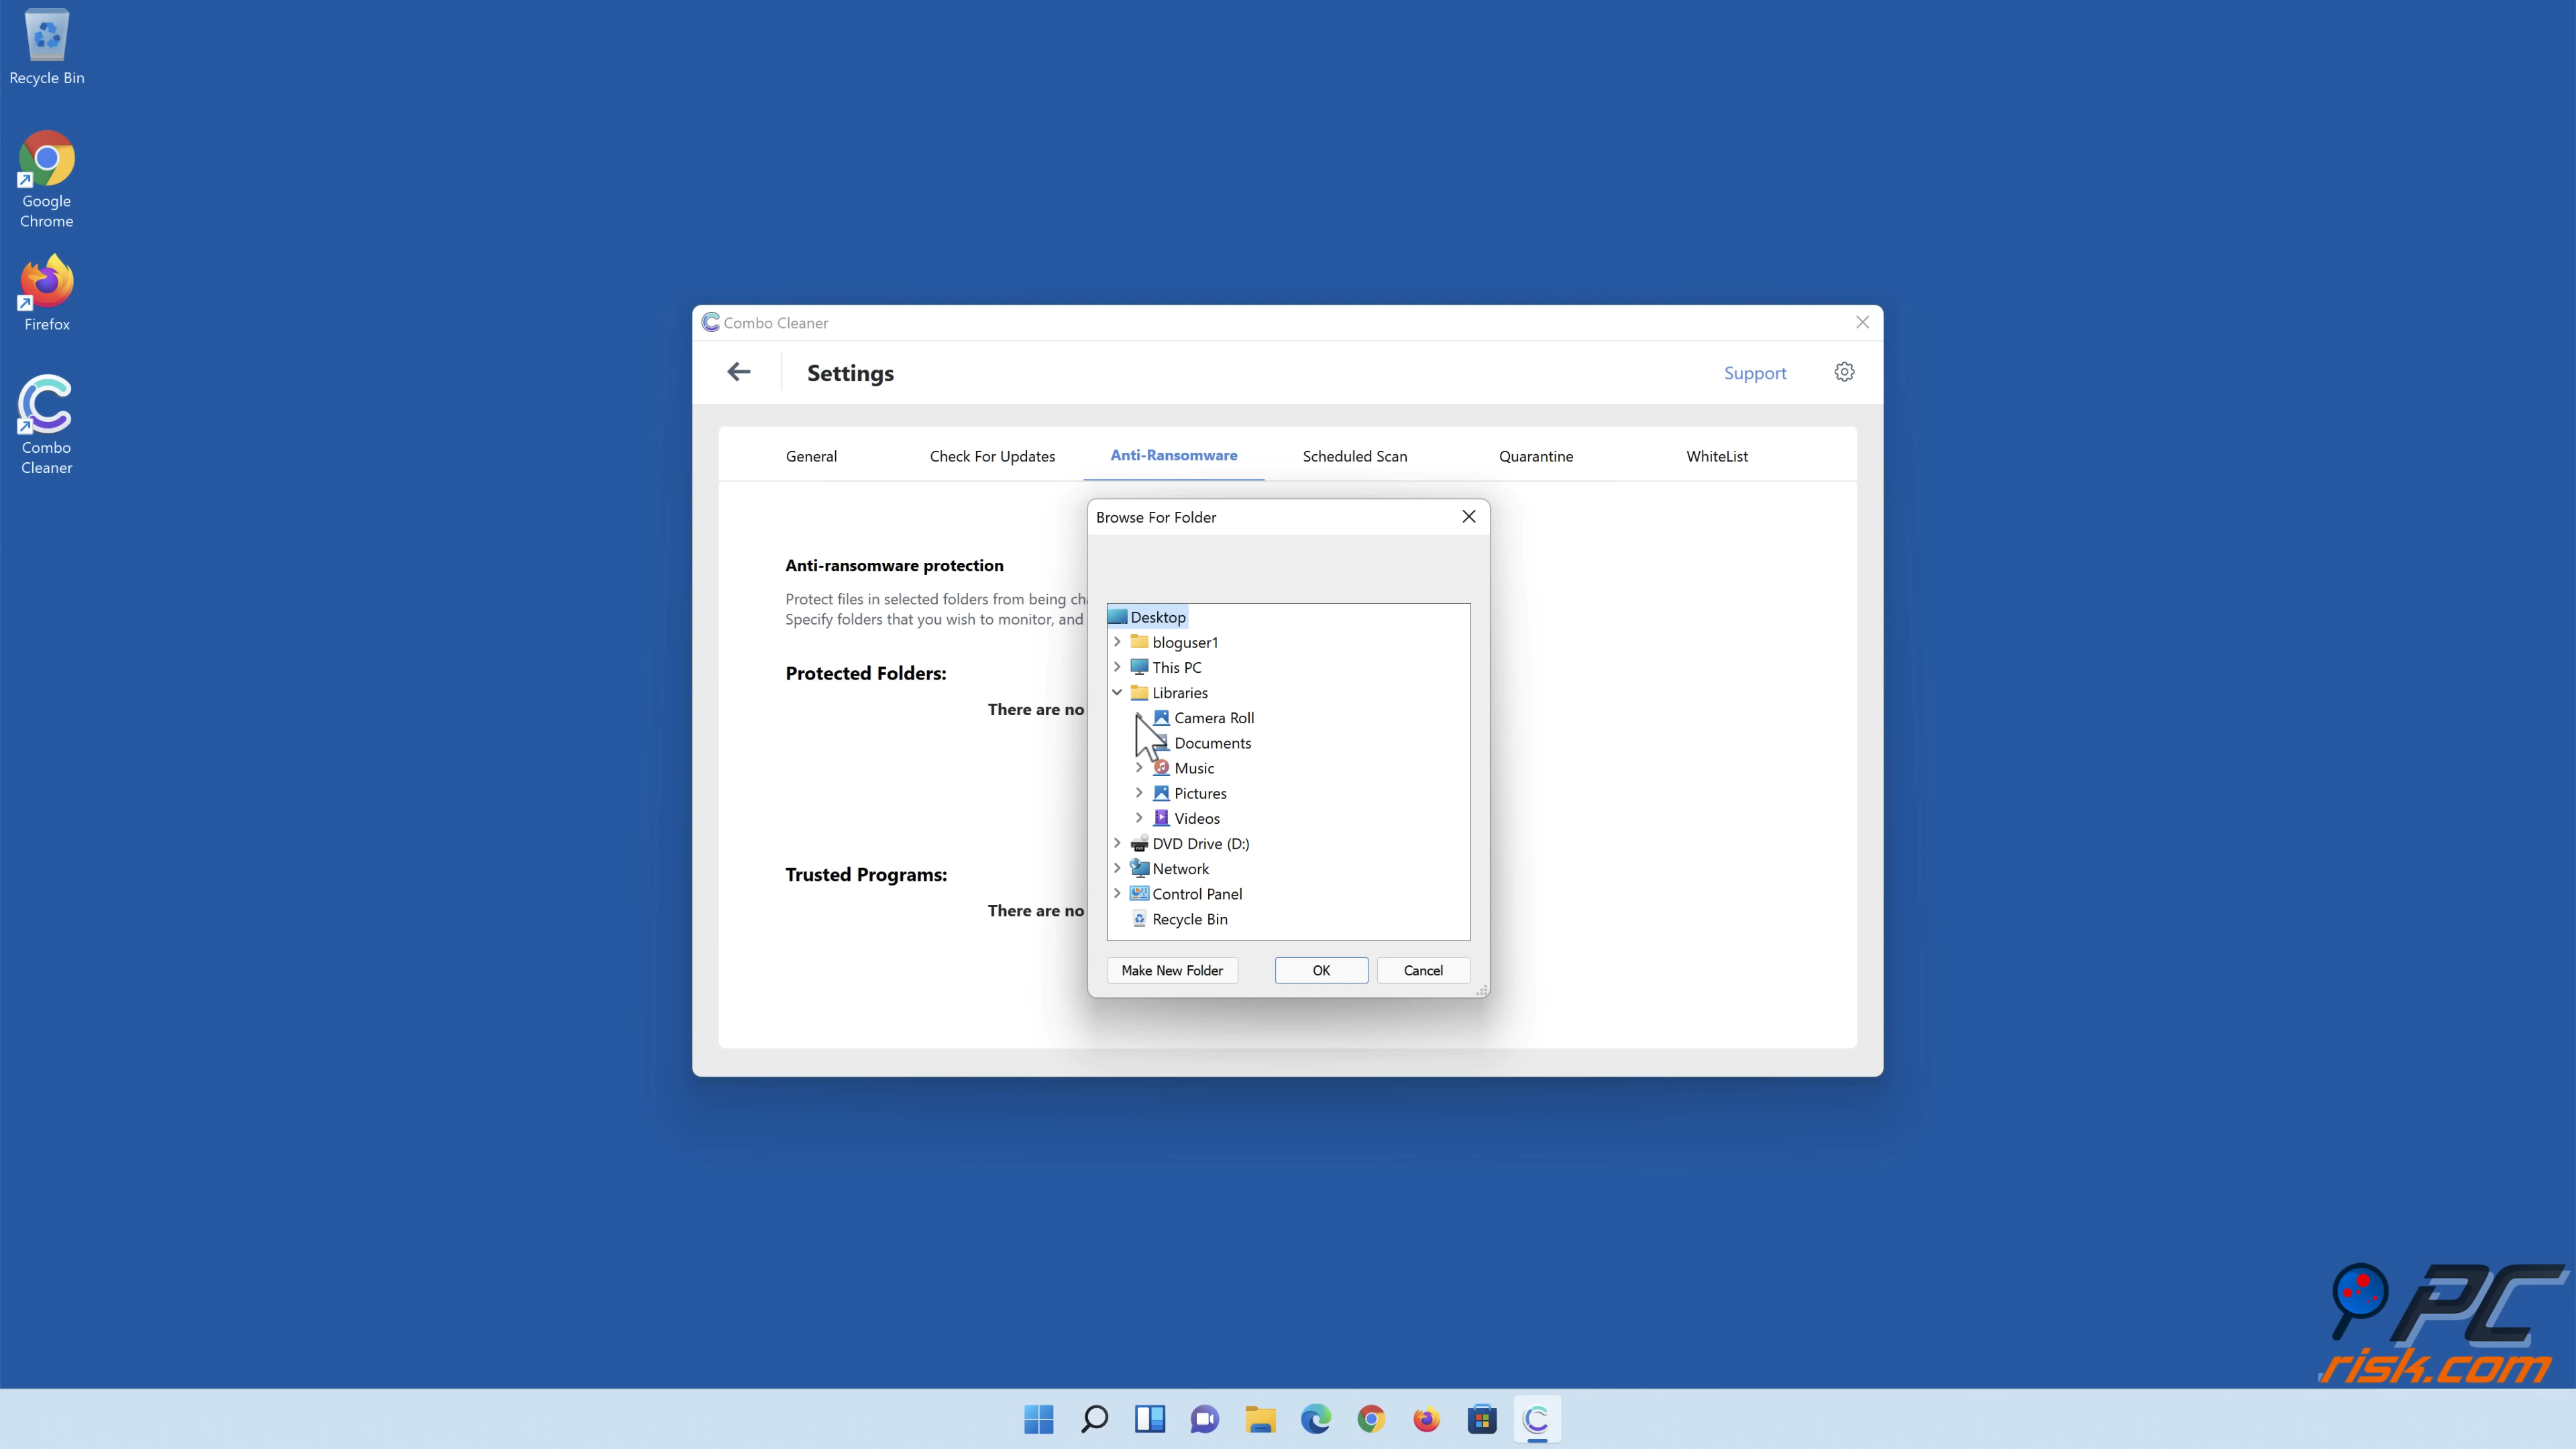 Recycle Bin
Google
Chrome
Firefox
Combo
Cleaner
Combo Cleaner
Settings
Support
General
Check For Updates
Anti-Ransomware
Scheduled Scan
Quarantine
WhiteList
Anti-ransomware protection
Protect files in selected folders from being
Specify folders that you wish to monitor, and
Protected Folders:
There are no
Trusted Programs:
There are no
Browse For Folder
Desktop
bloguser1
This PC
Libraries
Camera Roll
Documents
Music
Pictures
Videos
DVD Drive (D:)
Network
Control Panel
Recycle Bin
Make New Folder
OK
Cancel
PC
risk.com